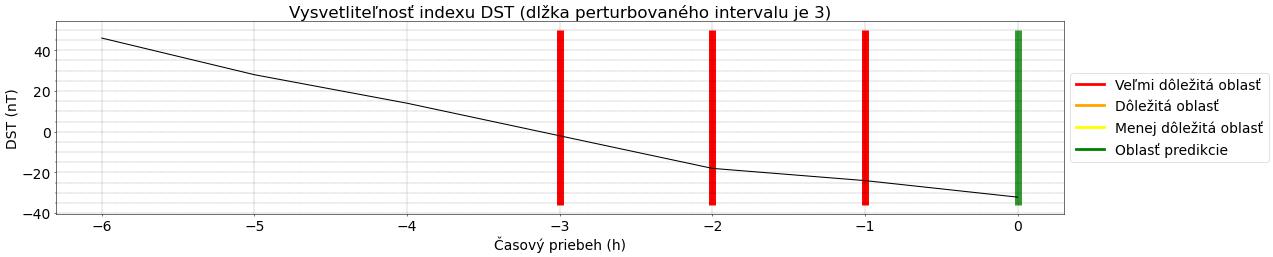 Vysvetliteľnosť indexu DST (dĺžka perturbovaného intervalu je 3)
DST (nT)
40
20
0
−20
−40
−6 −5 −4 −3 −2 −1 0
Časový priebeh (h)
Veľmi dôležitá oblasť
Dôležitá oblasť
Menej dôležitá oblasť
Oblasť predikcie